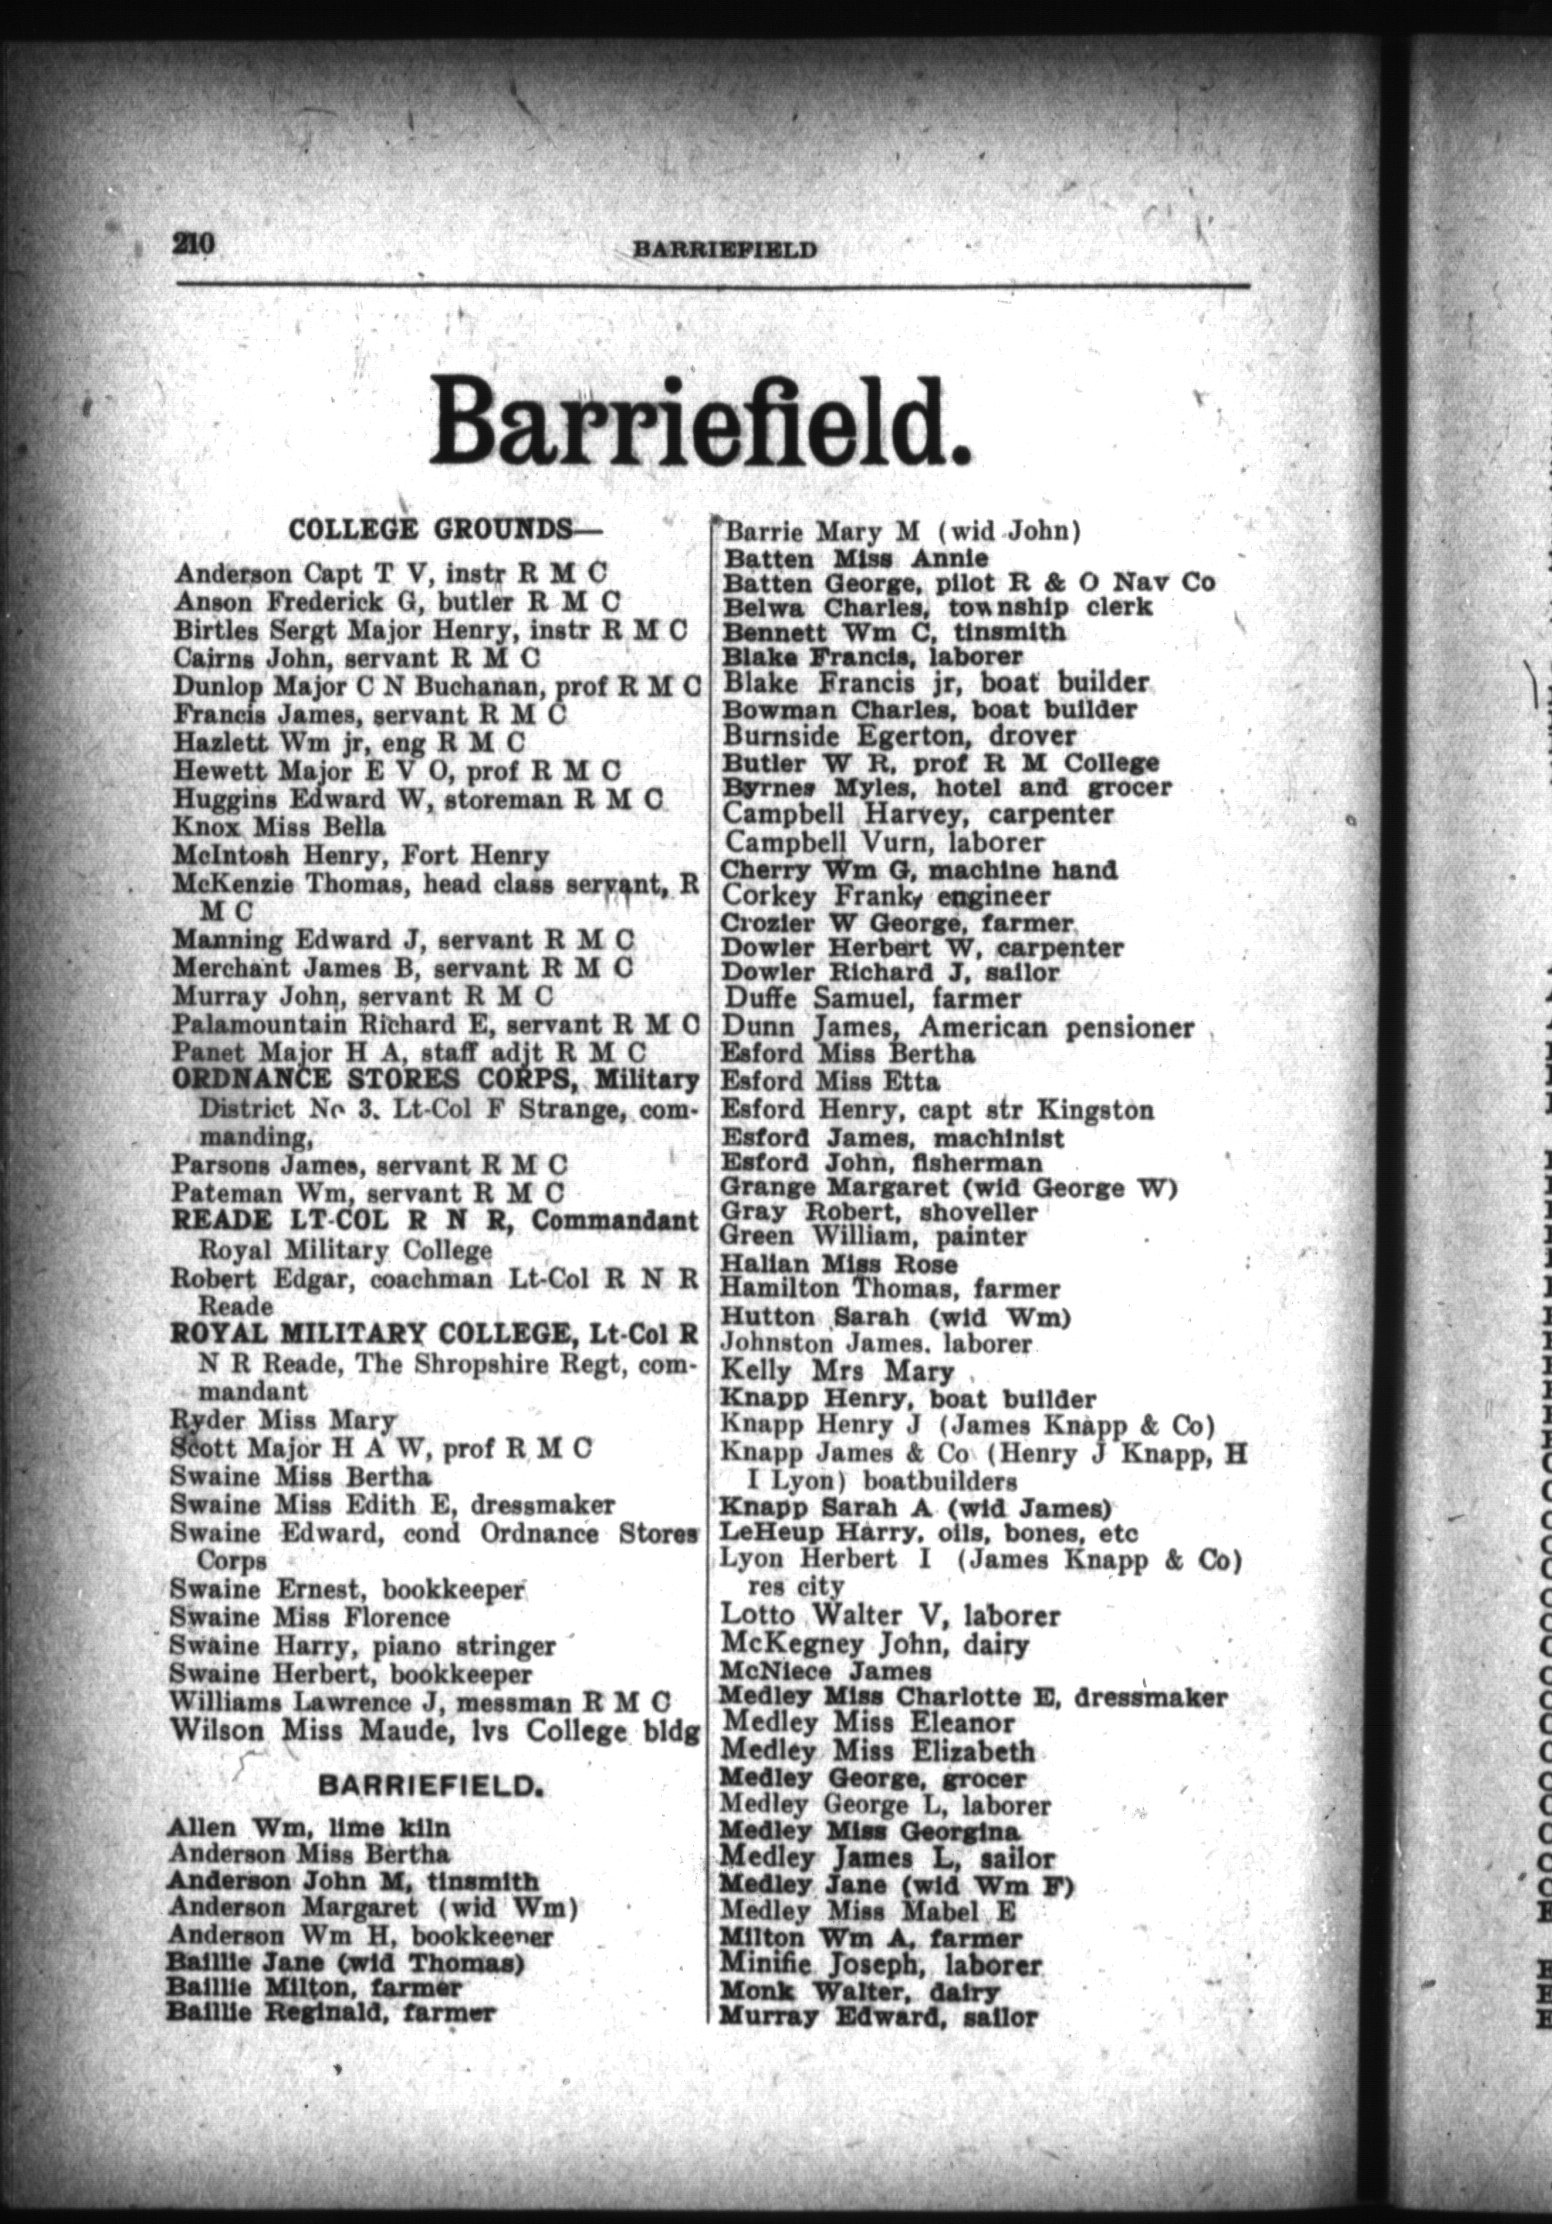 210
BARRIEFIELD
Barriefield.
COLLEGE GROUNDS—
Anderson Capt T V, instr R M C
Anson Frederick G, butler R M C
Birtles Sergt Major Henry, instr R M C
Cairns John, servant R M C
Dunlop Major C N Buchanan, prof R M C
Francis James, servant R M C
Hazlett Wm jr, eng R M C
Hewett Major E V O, prof R M C
Huggins Edward W, storeman R M C
Knox Miss Bella
McIntosh Henry, Fort Henry
McKenzie Thomas, head class servant, R
M C
Manning Edward J, servant R M C
Merchant James B, servant R M C
Murray John, servant R M C
Palamountain Richard E, servant R M C
Panet Major H A, staff adjt R M C
ORDNANCE STORES CORPS, Military
District No 3. Lt-Col F Strange, com-
manding,
Parsons James, servant R M C
Pateman Wm, servant R M C
READE LT-COL R N R, Commandant
Royal Military College
Robert Edgar, coachman Lt-Col R N R
Reade
ROYAL MILITARY COLLEGE, Lt-Col R
N R Reade, The Shropshire Regt, com-
mandant
Ryder Miss Mary
Scott Major H A W, prof R M C
Swaine Miss Bertha
Swaine Miss Edith E, dressmaker
Swaine Edward, cond Ordnance Stores
Corps
Swaine Ernest, bookkeeper
Swaine Miss Florence
Swaine Harry, piano stringer
Swaine Herbert, bookkeeper
Williams Lawrence J, messman R M C
Wilson Miss Maude, lvs College bldg
BARRIEFIELD.
Allen Wm, lime kiln
Anderson Miss Bertha
Anderson John M, tinsmith
Anderson Margaret (wid Wm)
Anderson Wm H, bookkeeper
Baillie Jane (wid Thomas)
Baillie Milton, farmer
Baillie Reginald, farmer
Barrie Mary M (wid John)
Batten Miss Annie
Batten George, pilot R & O Nav Co
Belwa Charles, township clerk
Bennett Wm C, tinsmith
Blake Francis, laborer
Blake Francis jr, boat builder
Bowman Charles, boat builder
Burnside Egerton, drover
Butler W R, prof R M College
Byrnes Myles, hotel and grocer
Campbell Harvey, carpenter
Campbell Vurn, laborer
Cherry Wm G, machine hand
Corkey Frank, engineer
Crozier W George, farmer
Dowler Herbert W, carpenter
Dowler Richard J, sailor
Duffe Samuel, farmer
Dunn James, American pensioner
Esford Miss Bertha
Esford Miss Etta
Esford Henry, capt str Kingston
Esford James, machinist
Esford John, fisherman
Grange Margaret (wid George W)
Gray Robert, shoveller
Green William, painter
Halian Miss Rose
Hamilton Thomas, farmer
Hutton Sarah (wid Wm)
Johnston James. laborer
Kelly Mrs Mary
Knapp Henry, boat builder
Knapp Henry J (James Knapp & Co)
Knapp James & Co (Henry J Knapp, H
I Lyon) boatbuilders
Knapp Sarah A (wid James)
LeHeup Harry, oils, bones, etc
Lyon Herbert I (James Knapp & Co)
res city
Lotto Walter V, laborer
McKegney John, dairy
McNiece James
Medley Miss Charlotte E, dressmaker
Medley Miss Eleanor
Medley Miss Elizabeth
Medley George, grocer
Medley George L, laborer
Medley Miss Georgina
Medley James L, sailor
Medley Jane (wid Wm F)
Medley Miss Mabel E
Milton Wm A, farmer
Minifie Joseph, laborer
Monk Walter, dairy
Murray Edward, sailor